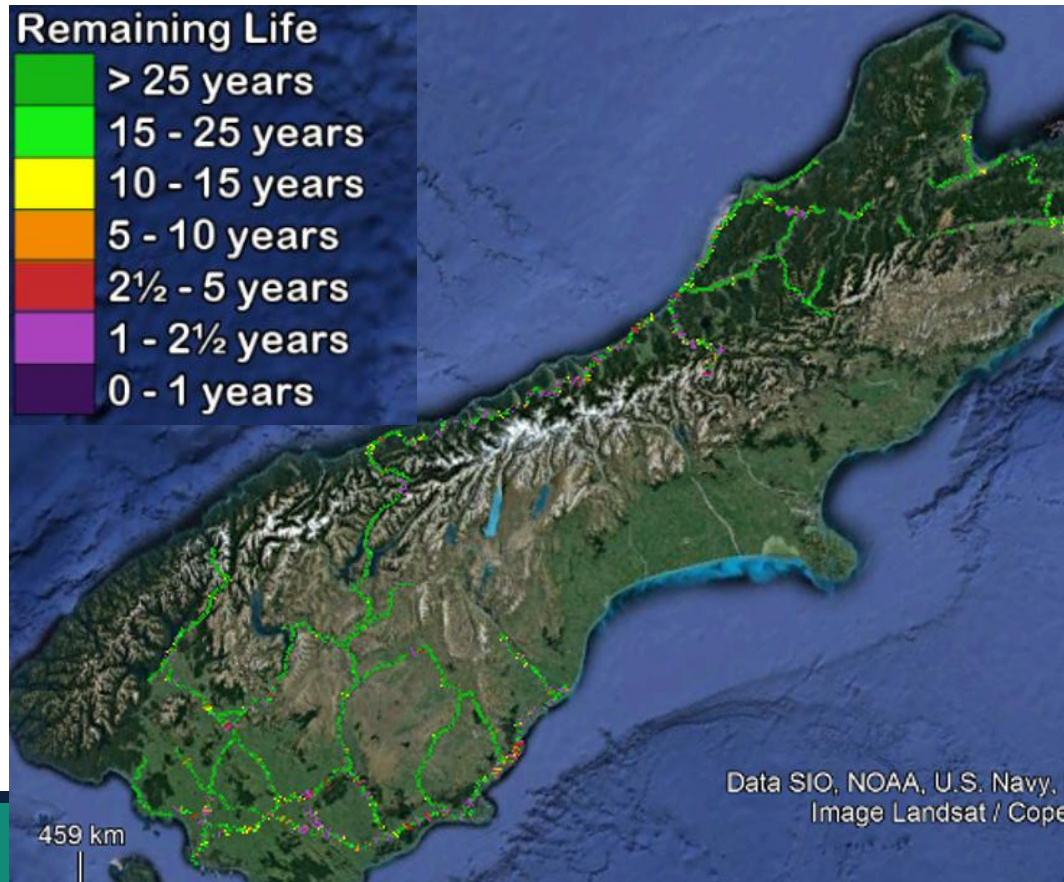 Remaining Life
> 25 years
15 - 25 years
10 - 15 years
5 - 10 years
2½ - 5 years
1 - 2½ years
0 - 1 years
Data SIO, NOAA, U.S. Navy,
Image Landsat / Cope
459 km